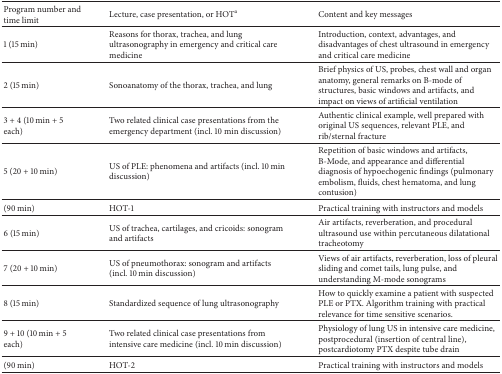 Program number and time limit | Lecture, case presentation, or HOTᵃ | Content and key messages
1 (15 min) | Reasons for thorax, trachea, and lung ultrasonography in emergency and critical care medicine | Introduction, context, advantages, and disadvantages of chest ultrasound in emergency and critical care medicine
2 (15 min) | Sonoanatomy of the thorax, trachea, and lung | Brief physics of US, probes, chest wall and organ anatomy, general remarks on B-mode of structures, basic windows and artifacts, and impact on views of artificial ventilation
3 + 4 (10 min + 5 each) | Two related clinical case presentations from the emergency department (incl. 10 min discussion) | Authentic clinical example, well prepared with original US sequences, relevant PLE, and rib/sternal fracture
5 (20 + 10 min) | US of PLE: phenomena and artifacts (incl. 10 min discussion) | Repetition of basic windows and artifacts, B-Mode, and appearance and differential diagnosis of hypoechogenic findings (pulmonary embolism, fluids, chest hematoma, and lung contusion)
(90 min) | HOT-1 | Practical training with instructors and models
6 (15 min) | US of trachea, cartilages, and cricoids: sonogram and artifacts | Air artifacts, reverberation, and procedural ultrasound use within percutaneous dilatational tracheotomy
7 (20 + 10 min) | US of pneumothorax: sonogram and artifacts (incl. 10 min discussion) | Views of air artifacts, reverberation, loss of pleural sliding and comet tails, lung pulse, and understanding M-mode sonograms
8 (15 min) | Standardized sequence of lung ultrasonography | How to quickly examine a patient with suspected PLE or PTX. Algorithm training with practical relevance for time sensitive scenarios.
9 + 10 (10 min + 5 each) | Two related clinical case presentations from intensive care medicine (incl. 10 min discussion) | Physiology of lung US in intensive care medicine, postprocedural (insertion of central line), postcardiotomy PTX despite tube drain
(90 min) | HOT-2 | Practical training with instructors and models